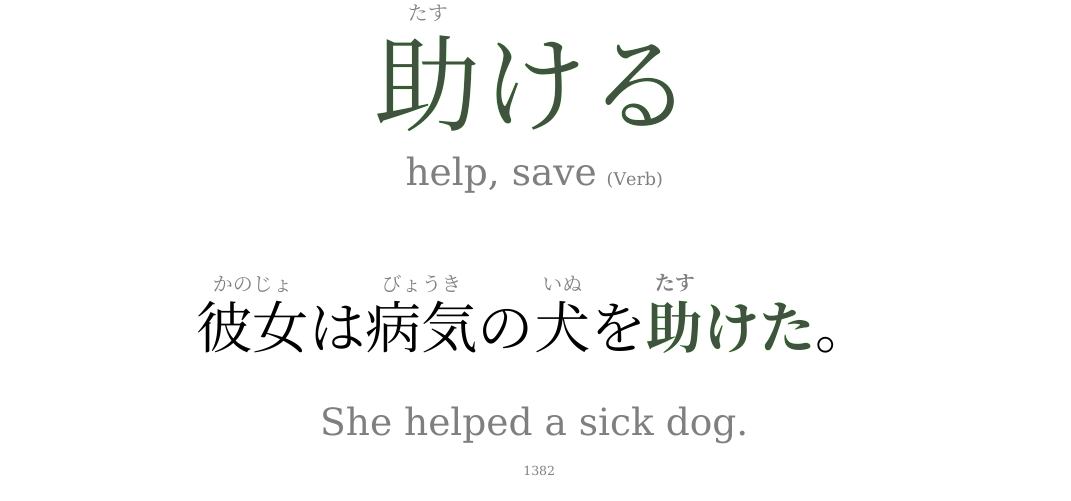 たす
助ける
help, save (Verb)
かのじょ びょうき いぬ たす
彼女は病気の犬を助けた。
She helped a sick dog.
1382